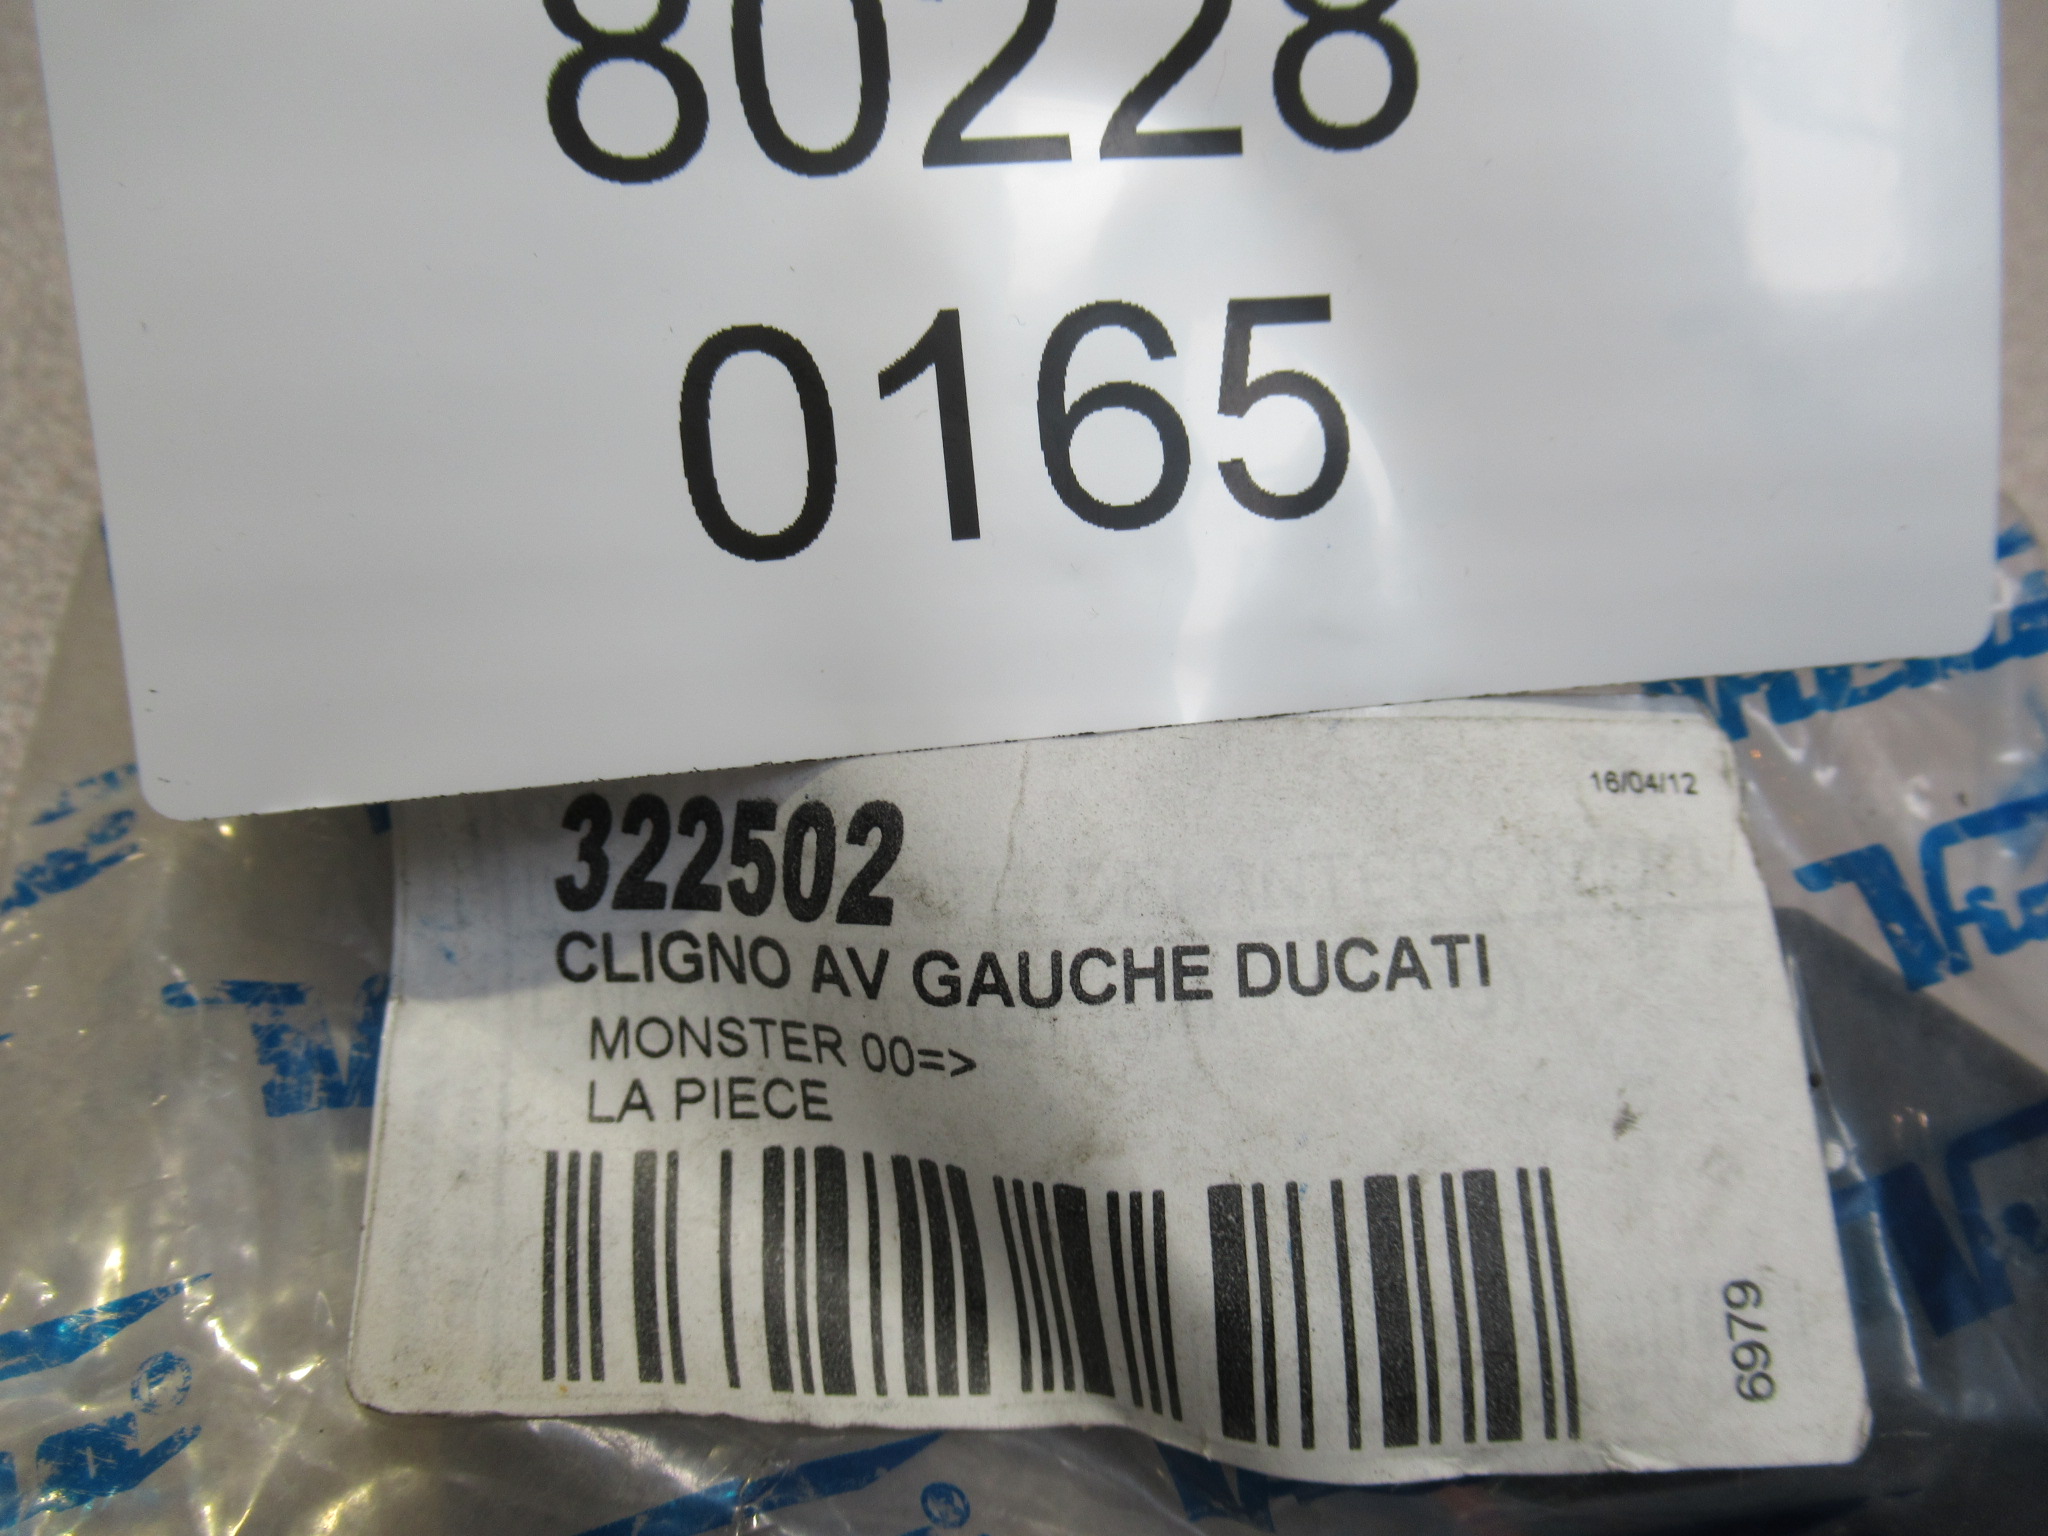 80228
0165
16/04/12
322502
CLIGNO AV GAUCHE DUCATI
MONSTER 00=>
LA PIECE
6979